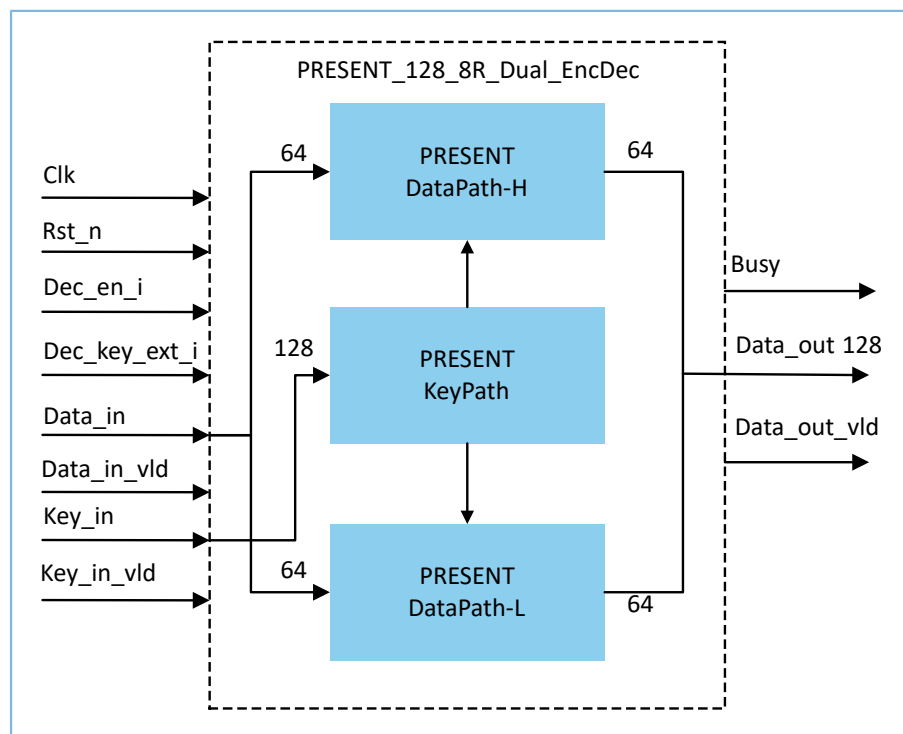 PRESENT_128_8R_Dual_EncDec
Clk
Rst_n
Dec_en_i
Dec_key_ext_i
Data_in
Data_in_vld
Key_in
Key_in_vld
64
PRESENT
DataPath-H
64
128
PRESENT
KeyPath
64
PRESENT
DataPath-L
64
Busy
Data_out 128
Data_out_vld